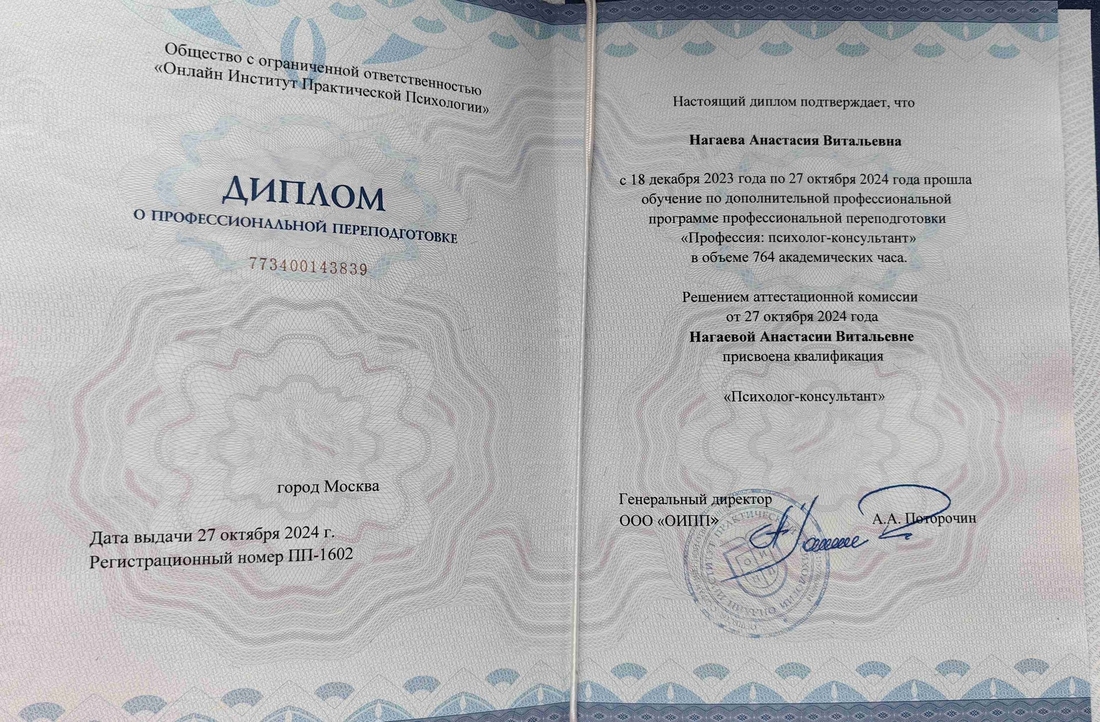 Общество с ограниченной ответственностью
«Онлайн Институт Практической Психологии»
ДИПЛОМ
О ПРОФЕССИОНАЛЬНОЙ ПЕРЕПОДГОТОВКЕ
773400143839
город Москва
Дата выдачи 27 октября 2024 г.
Регистрационный номер ПП-1602
Настоящий диплом подтверждает, что
Нагаева Анастасия Витальевна
с 18 декабря 2023 года по 27 октября 2024 года прошла
обучение по дополнительной профессиональной
программе профессиональной переподготовки
«Профессия: психолог-консультант»
в объеме 764 академических часа.
Решением аттестационной комиссии
от 27 октября 2024 года
Нагаевой Анастасии Витальевне
присвоена квалификация
«Психолог-консультант»
Генеральный директор
ООО «ОИПП»
А.А. Поторочин